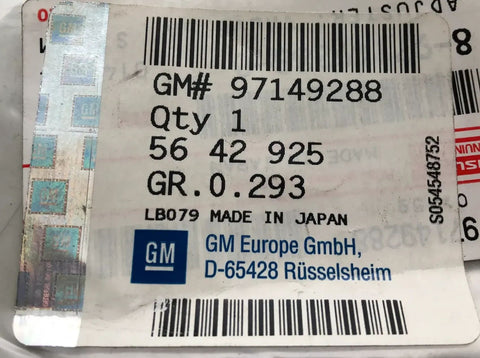 GM# 97149288
Qty 1
56 42 925
GR.0.293
LB079 MADE IN JAPAN
GM
GM Europe GmbH,
D-65428 Rüsselsheim
S054548752
ADJUSTER